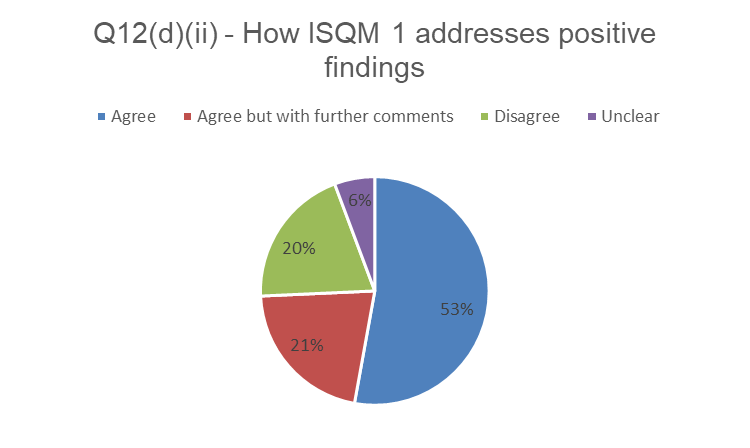 Q12(d)(ii) - How ISQM 1 addresses positive
findings
Agree Agree but with further comments Disagree Unclear
6%
20%
53%
21%